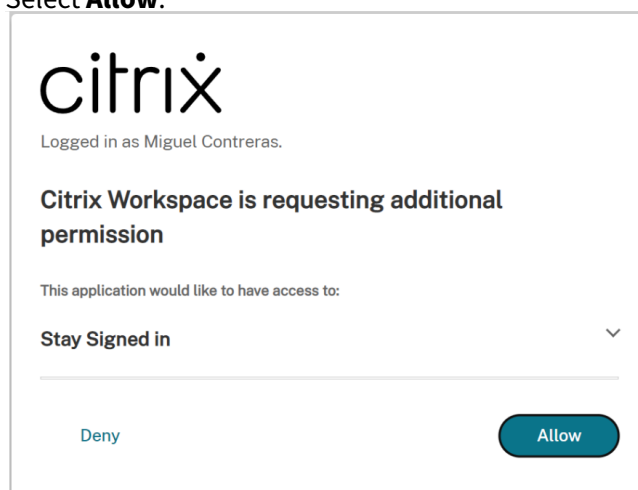 Select Allow.
citrix
Logged in as Miguel Contreras.
Citrix Workspace is requesting additional
permission
This application would like to have access to:
Stay Signed in
Deny
Allow